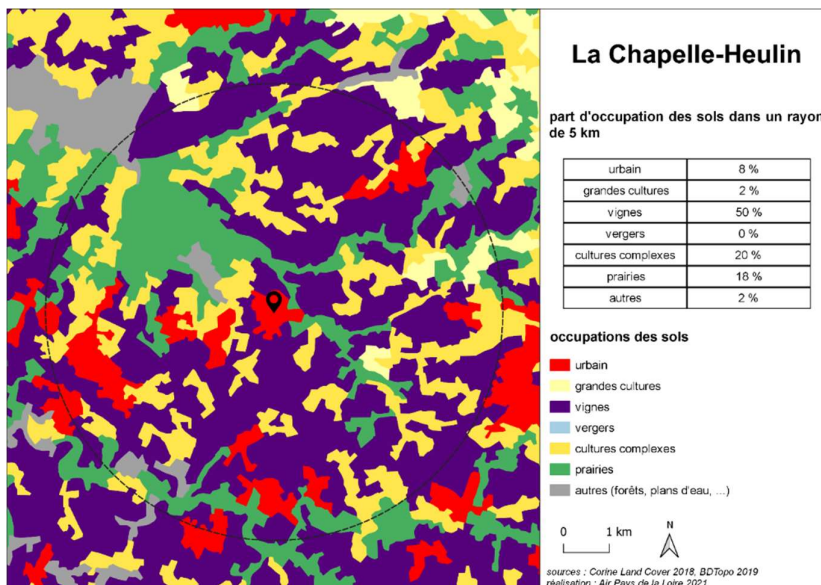 La Chapelle-Heulin
part d'occupation des sols dans un rayon
de 5 km
urbain 8 %
grandes cultures 2 %
vignes 50 %
vergers 0 %
cultures complexes 20 %
prairies 18 %
autres 2 %
occupations des sols
urbain
grandes cultures
vignes
vergers
cultures complexes
prairies
autres (forêts, plans d'eau, ...)
0 1 km
N
sources : Corine Land Cover 2018, BDTopo 2019
réalisation : Air Pays de la Loire 2021